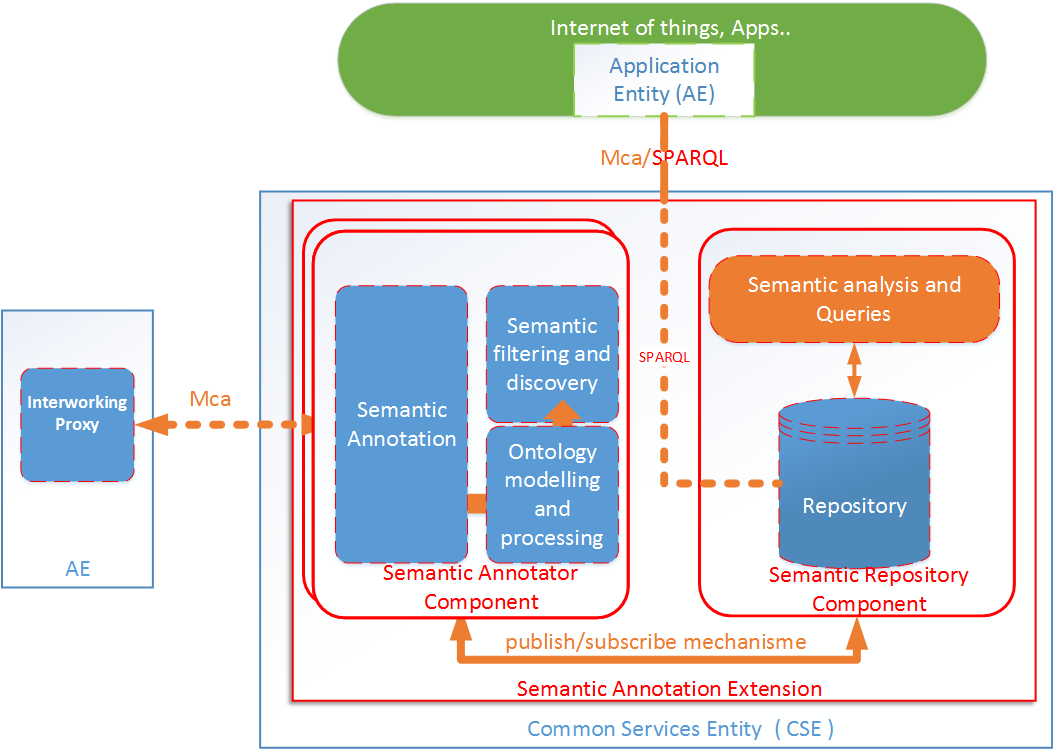 Internet of things, Apps..
Application
Entity (AE)
Mca/SPARQL
Semantic analysis and
Queries
Semantic
filtering and
discovery
SPARQL
Interworking
Proxy
Mca
Semantic
Annotation
Ontology
modelling
and
processing
Repository
AE
Semantic Annotator
Component
Semantic Repository
Component
publish/subscribe mechanisme
Semantic Annotation Extension
Common Services Entity  ( CSE )